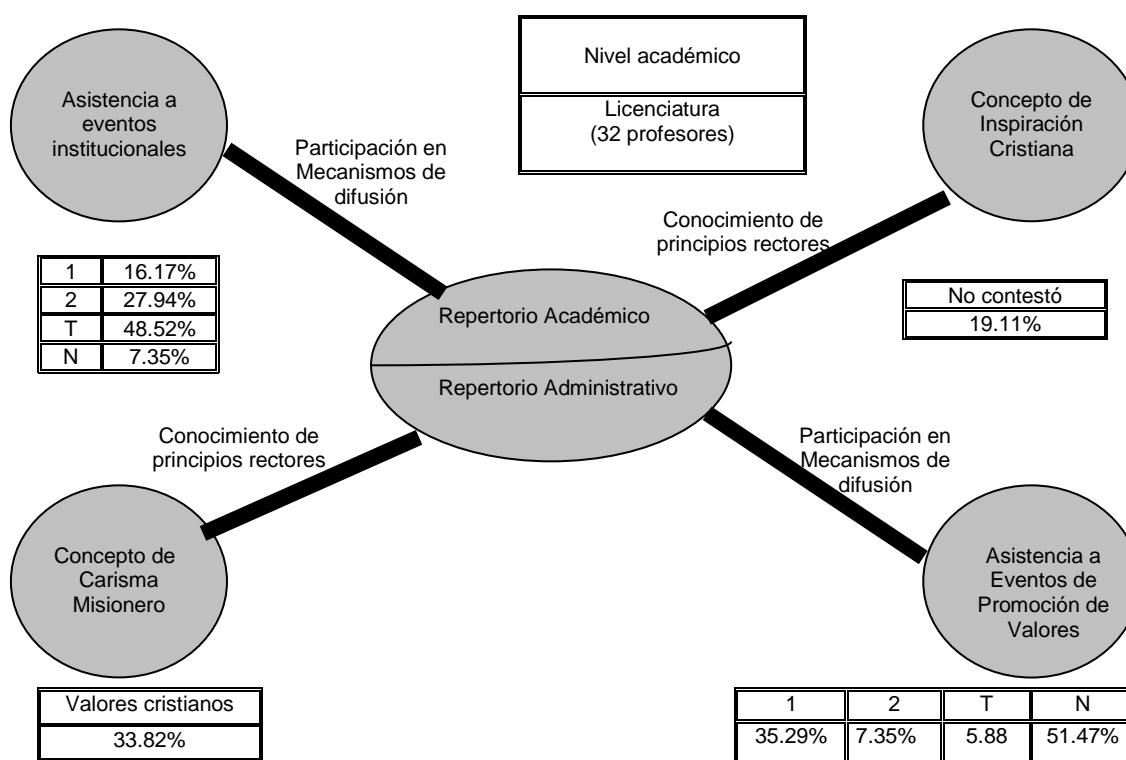 Asistencia a
eventos
institucionales
Participación en
Mecanismos de
difusión
Nivel académico
Licenciatura
(32 profesores)
Concepto de
Inspiración
Cristiana
Conocimiento de
principios rectores
1 16.17%
2 27.94%
T 48.52%
N 7.35%
Repertorio Académico
Repertorio Administrativo
No contestó
19.11%
Conocimiento de
principios rectores
Participación en
Mecanismos de
difusión
Concepto de
Carisma
Misionero
Asistencia a
Eventos de
Promoción de
Valores
Valores cristianos
33.82%
1 2 T N
35.29% 7.35% 5.88 51.47%